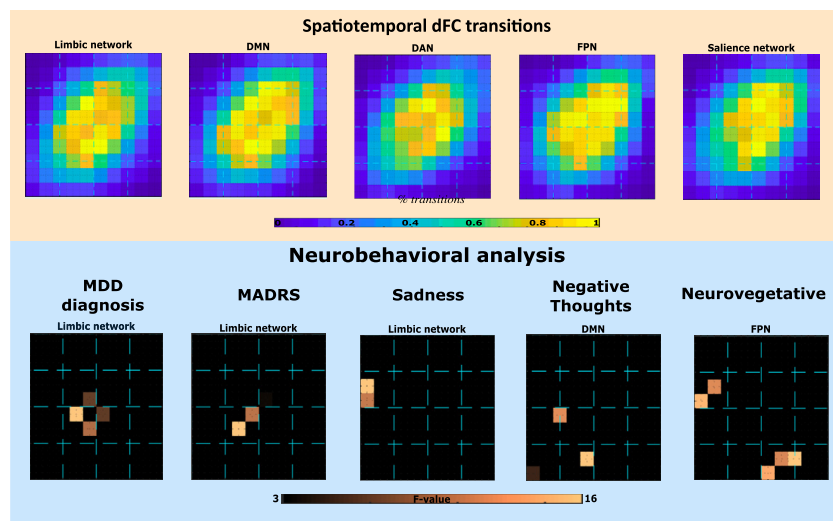 Spatiotemporal dFC transitions
Limbic network DMN DAN FPN Salience network
% transitions
0 0.2 0.4 0.6 0.8 1
Neurobehavioral analysis
MDD diagnosis
MADRS
Sadness
Negative Thoughts
Neurovegetative
Limbic network Limbic network Limbic network DMN FPN
3 F-value 16